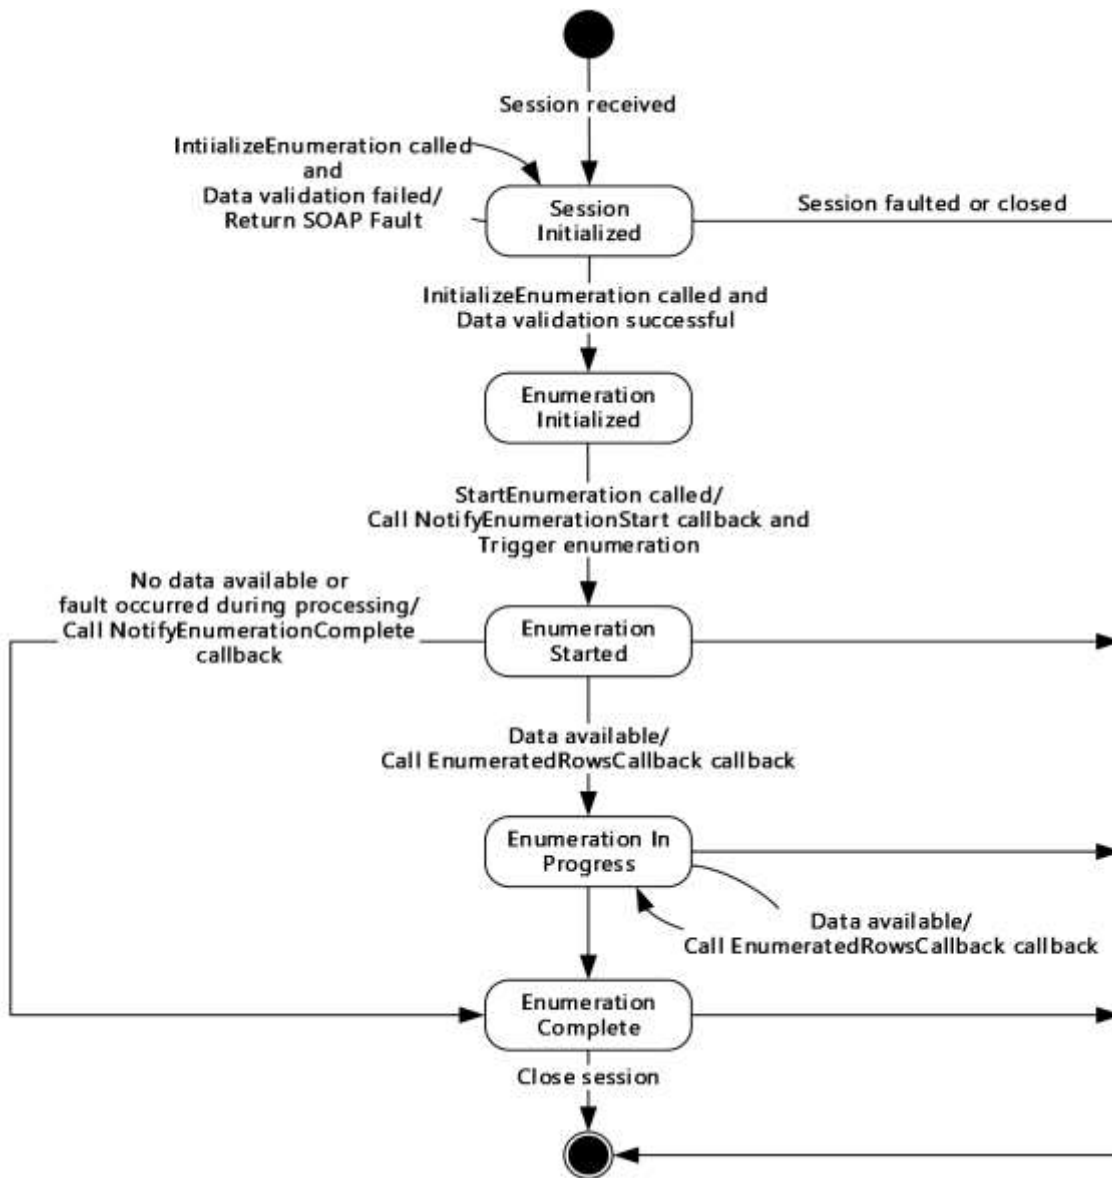 Session received
IntiializeEnumeration called
and
Data validation failed/
Return SOAP Fault
Session
Initialized
Session faulted or closed
InitializeEnumeration called and
Data validation successful
Enumeration
Initialized
StartEnumeration called/
Call NotifyEnumerationStart callback and
Trigger enumeration
No data available or
fault occurred during processing/
Call NotifyEnumerationComplete
callback
Enumeration
Started
Data available/
Call EnumeratedRowsCallback callback
Enumeration In
Progress
Data available/
Call EnumeratedRowsCallback callback
Enumeration
Complete
Close session